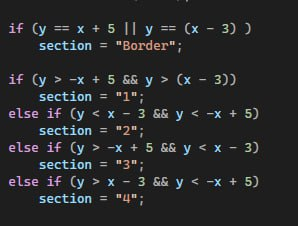 if (y == x + 5 || y == (x - 3) )
section = "Border";
if (y > -x + 5 && y > (x - 3))
section = "1";
else if (y < x - 3 && y < -x + 5)
section = "2";
else if (y > -x + 5 && y < x - 3)
section = "3";
else if (y > x - 3 && y < -x + 5)
section = "4";